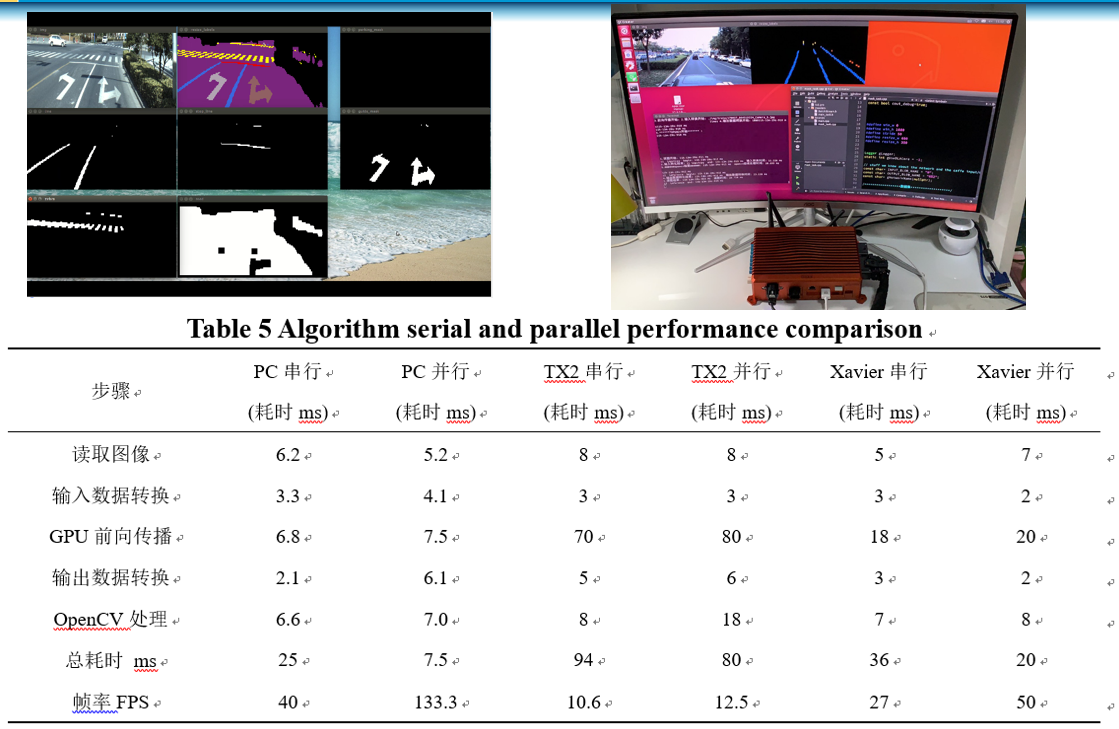 Table 5 Algorithm serial and parallel performance comparison
步骤 PC 串行 (耗时 ms) PC 并行 (耗时 ms) TX2 串行 (耗时 ms) TX2 并行 (耗时 ms) Xavier 串行 (耗时 ms) Xavier 并行 (耗时 ms)
读取图像 6.2 5.2 8 8 5 7
输入数据转换 3.3 4.1 3 3 3 2
GPU 前向传播 6.8 7.5 70 80 18 20
输出数据转换 2.1 6.1 5 6 3 2
OpenCV 处理 6.6 7.0 8 18 7 8
总耗时 ms 25 7.5 94 80 36 20
帧率 FPS 40 133.3 10.6 12.5 27 50